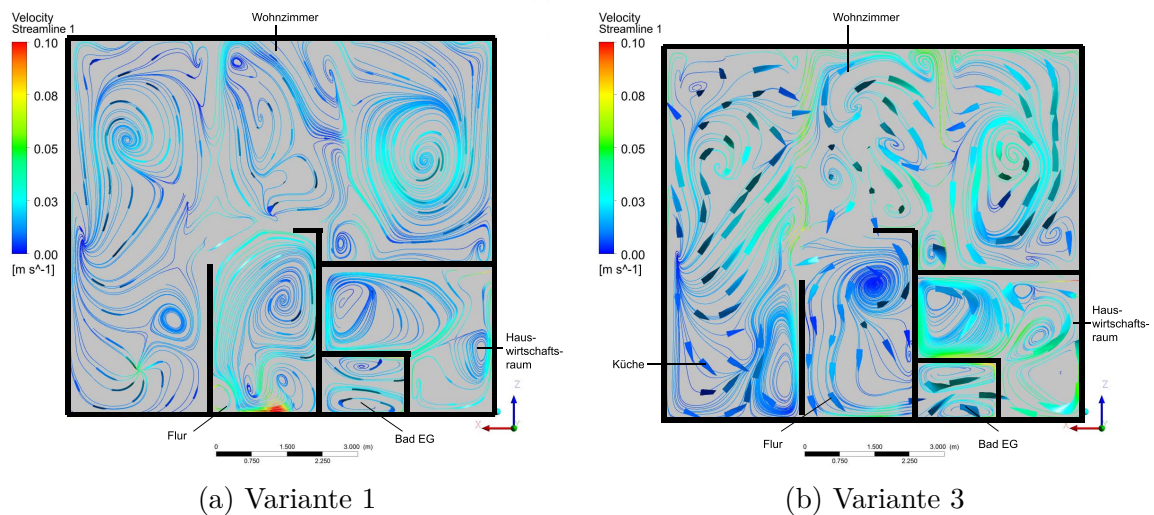 Velocity
Streamline 1
0.10
0.08
0.05
0.03
0.00
[m s^-1]
Wohnzimmer
Haus-
wirtschafts-
raum
Flur
Bad EG
Z
X
0
1.500
3.000
(m)
0.750
2.250
(a) Variante 1
Velocity
Streamline 1
0.10
0.08
0.05
0.03
0.00
[m s^-1]
Wohnzimmer
Haus-
wirtschafts-
raum
Küche
Flur
Bad EG
Z
X
0
1.500
3.000
(m)
0.750
2.250
(b) Variante 3